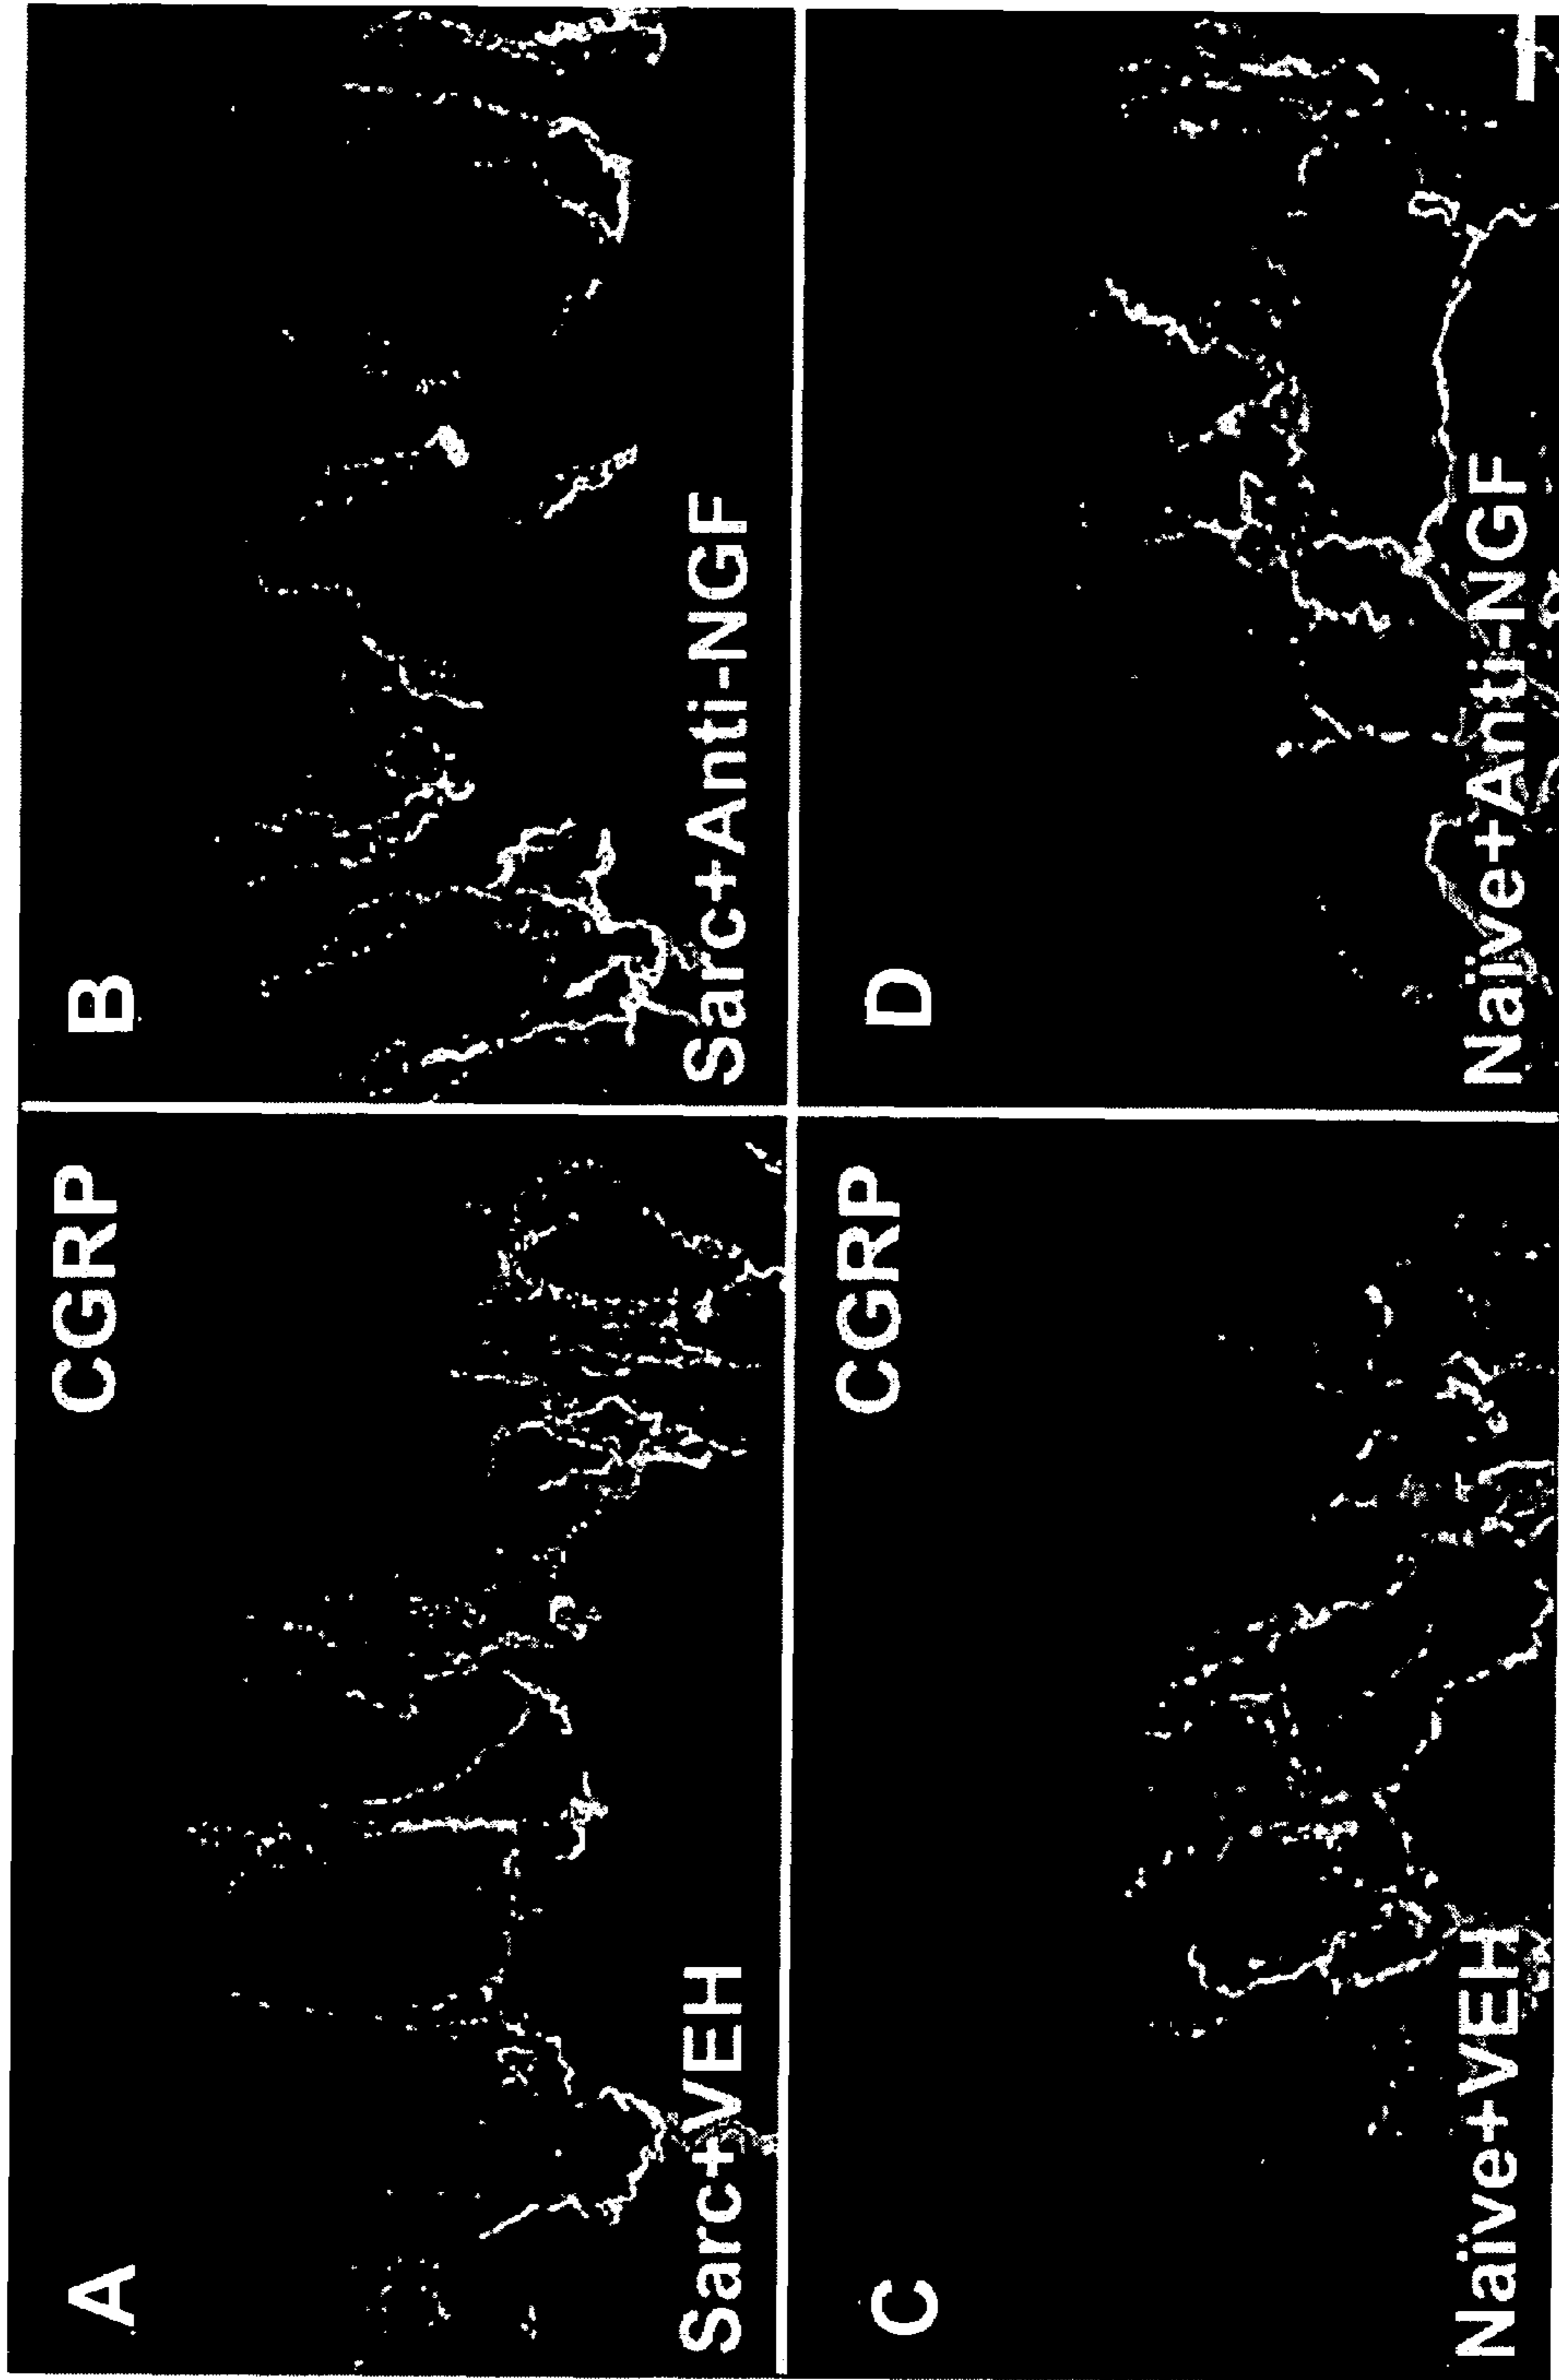 A
CGRP
Sarc+VEH
B
Sarc+Anti-NGF
C
CGRP
Naïve+VEH
D
Naïve+Anti-NGF